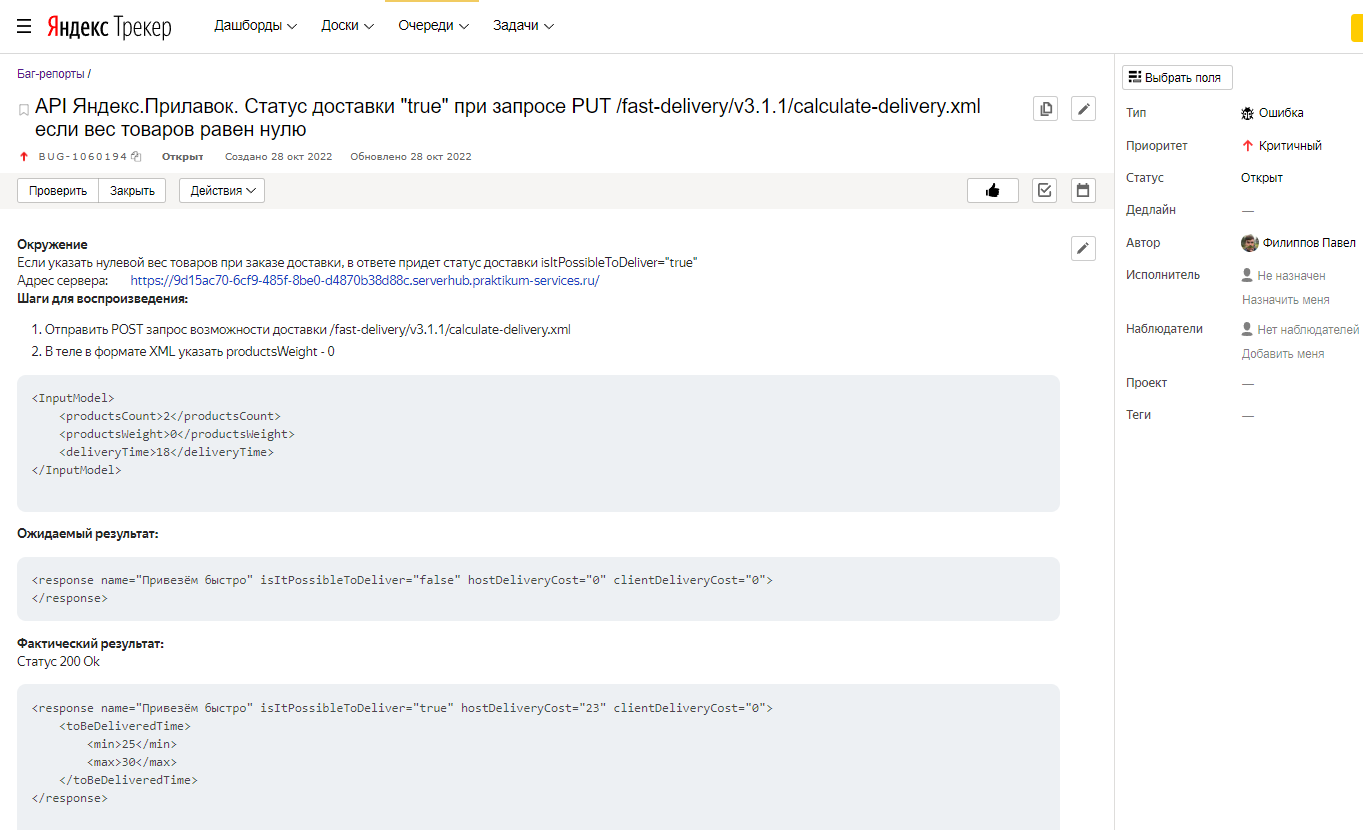 Яндекс Трекер Дашборды Доски Очереди Задачи
Баг-репорты /
API Яндекс.Прилавок. Статус доставки "true" при запросе PUT /fast-delivery/v3.1.1/calculate-delivery.xml
если вес товаров равен нулю
BUG-1060194 Открыт Создано 28 окт 2022 Обновлено 28 окт 2022
Проверить Закрыть Действия
Окружение
Если указать нулевой вес товаров при заказе доставки, в ответе придет статус доставки isItPossibleToDeliver="true"
Адрес сервера: https://9d15ac70-6cf9-485f-8be0-d4870b38d88c.serverhub.praktikum-services.ru/
Шаги для воспроизведения:
1. Отправить POST запрос возможности доставки /fast-delivery/v3.1.1/calculate-delivery.xml
2. В теле в формате XML указать productsWeight - 0
<InputModel>
<productsCount>2</productsCount>
<productsWeight>0</productsWeight>
<deliveryTime>18</deliveryTime>
</InputModel>
Ожидаемый результат:
<response name="Привезём быстро" isItPossibleToDeliver="false" hostDeliveryCost="0" clientDeliveryCost="0">
</response>
Фактический результат:
Статус 200 Ok
<response name="Привезём быстро" isItPossibleToDeliver="true" hostDeliveryCost="23" clientDeliveryCost="0">
<toBeDeliveredTime>
<min>25</min>
<max>30</max>
</toBeDeliveredTime>
</response>
Выбрать поля
Тип Ошибка
Приоритет Критичный
Статус Открыт
Дедлайн —
Автор Филиппов Павел
Исполнитель Не назначен
Назначить меня
Наблюдатели Нет наблюдателей
Добавить меня
Проект —
Теги —